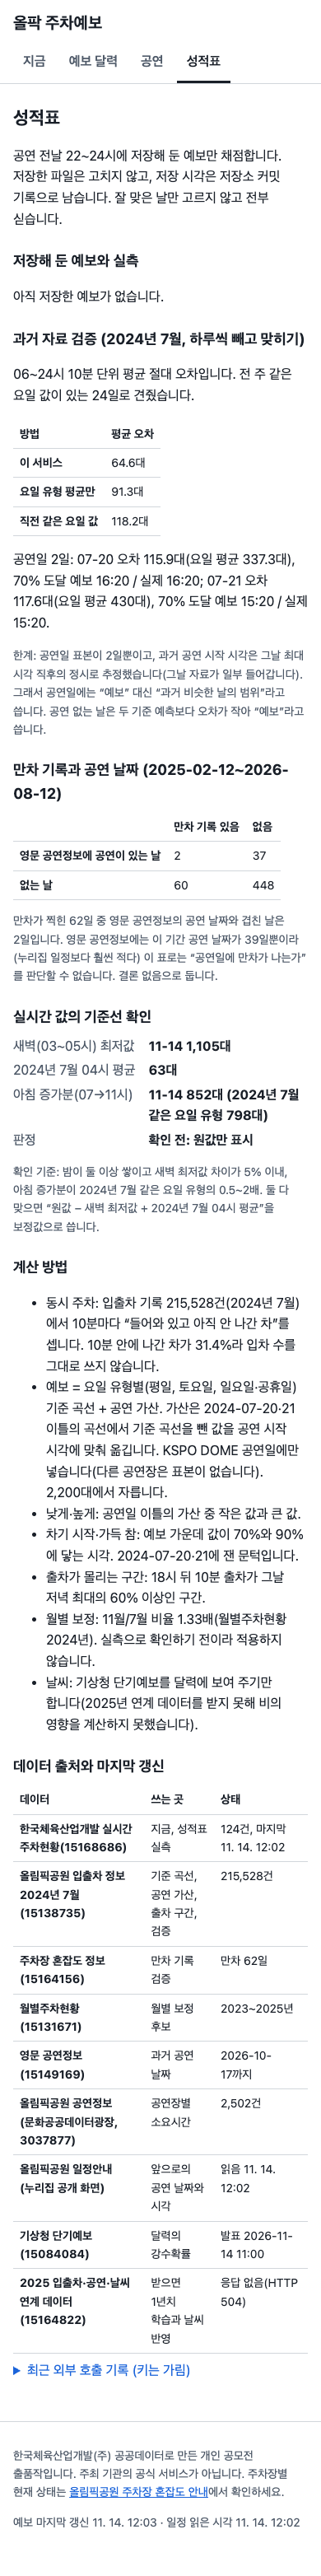 올팍 주차예보
지금 예보 달력 공연 성적표
성적표
공연 전날 22~24시에 저장해 둔 예보만 채점합니다.
저장한 파일은 고치지 않고, 저장 시각은 저장소 커밋
기록으로 남습니다. 잘 맞은 날만 고르지 않고 전부
싣습니다.
저장해 둔 예보와 실측
아직 저장한 예보가 없습니다.
과거 자료 검증 (2024년 7월, 하루씩 빼고 맞히기)
06~24시 10분 단위 평균 절대 오차입니다. 전 주 같은
요일 값이 있는 24일로 견줬습니다.
방법 평균 오차
이 서비스 64.6대
요일 유형 평균만 91.3대
직전 같은 요일 값 118.2대
공연일 2일: 07-20 오차 115.9대(요일 평균 337.3대),
70% 도달 예보 16:20 / 실제 16:20; 07-21 오차
117.6대(요일 평균 430대), 70% 도달 예보 15:20 / 실제
15:20.
한계: 공연일 표본이 2일뿐이고, 과거 공연 시작 시각은 그날 최대
시각 직후의 정시로 추정했습니다(그날 자료가 일부 들어갑니다).
그래서 공연일에는 “예보” 대신 “과거 비슷한 날의 범위”라고
씁니다. 공연 없는 날은 두 기준 예측보다 오차가 작아 “예보”라고
씁니다.
만차 기록과 공연 날짜 (2025-02-12~2026-
08-12)
만차 기록 있음 없음
영문 공연정보에 공연이 있는 날 2 37
없는 날 60 448
만차가 찍힌 62일 중 영문 공연정보의 공연 날짜와 겹친 날은
2일입니다. 영문 공연정보에는 이 기간 공연 날짜가 39일뿐이라
(누리집 일정보다 훨씬 적다) 이 표로는 “공연일에 만차가 나는가”
를 판단할 수 없습니다. 결론 없음으로 둡니다.
실시간 값의 기준선 확인
새벽(03~05시) 최저값 11-14 1,105대
2024년 7월 04시 평균 63대
아침 증가분(07→11시) 11-14 852대 (2024년 7월
같은 요일 유형 798대)
판정 확인 전: 원값만 표시
확인 기준: 밤이 둘 이상 쌓이고 새벽 최저값 차이가 5% 이내,
아침 증가분이 2024년 7월 같은 요일 유형의 0.5~2배. 둘 다
맞으면 “원값 − 새벽 최저값 + 2024년 7월 04시 평균”을
보정값으로 씁니다.
계산 방법
• 동시 주차: 입출차 기록 215,528건(2024년 7월)
에서 10분마다 “들어와 있고 아직 안 나간 차”를
셉니다. 10분 안에 나간 차가 31.4%라 입차 수를
그대로 쓰지 않습니다.
• 예보 = 요일 유형별(평일, 토요일, 일요일·공휴일)
기준 곡선 + 공연 가산. 가산은 2024-07-20·21
이틀의 곡선에서 기준 곡선을 뺀 값을 공연 시작
시각에 맞춰 옮깁니다. KSPO DOME 공연일에만
넣습니다(다른 공연장은 표본이 없습니다).
2,200대에서 자릅니다.
• 낮게·높게: 공연일 이틀의 가산 중 작은 값과 큰 값.
• 차기 시작·가득 참: 예보 가운데 값이 70%와 90%
에 닿는 시각. 2024-07-20·21에 잰 문턱입니다.
• 출차가 몰리는 구간: 18시 뒤 10분 출차가 그날
저녁 최대의 60% 이상인 구간.
• 월별 보정: 11월/7월 비율 1.33배(월별주차현황
2024년). 실측으로 확인하기 전이라 적용하지
않습니다.
• 날씨: 기상청 단기예보를 달력에 보여 주기만
합니다(2025년 연계 데이터를 받지 못해 비의
영향을 계산하지 못했습니다).
데이터 출처와 마지막 갱신
데이터 쓰는 곳 상태
한국체육산업개발 실시간 지금, 성적표 124건, 마지막
주차현황(15168686) 실측 11. 14. 12:02
올림픽공원 입출차 정보 기준 곡선, 215,528건
2024년 7월 공연 가산,
(15138735) 출차 구간,
검증
주차장 혼잡도 정보 만차 기록 만차 62일
(15164156) 검증
월별주차현황 월별 보정 2023~2025년
(15131671) 후보
영문 공연정보 과거 공연 2026-10-
(15149169) 날짜 17까지
올림픽공원 공연정보 공연장별 2,502건
(문화공공데이터광장, 소요시간
3037877)
올림픽공원 일정안내 앞으로의 읽음 11. 14.
(누리집 공개 화면) 공연 날짜와 12:02
시각
기상청 단기예보 달력의 발표 2026-11-
(15084084) 강수확률 14 11:00
2025 입출차·공연·날씨 받으면 응답 없음(HTTP
연계 데이터 1년치 504)
(15164822) 학습과 날씨
반영
▶ 최근 외부 호출 기록 (키는 가림)
한국체육산업개발(주) 공공데이터로 만든 개인 공모전
출품작입니다. 주최 기관의 공식 서비스가 아닙니다. 주차장별
현재 상태는 올림픽공원 주차장 혼잡도 안내에서 확인하세요.
예보 마지막 갱신 11. 14. 12:03 · 일정 읽은 시각 11. 14. 12:02